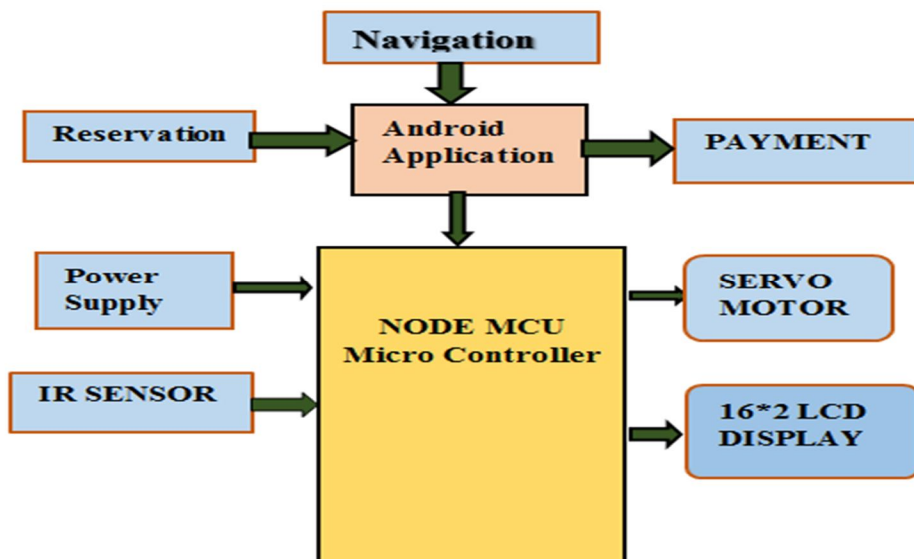 Navigation
Reservation
Android
Application
PAYMENT
Power
Supply
NODE MCU
Micro Controller
SERVO
MOTOR
IR SENSOR
16*2 LCD
DISPLAY